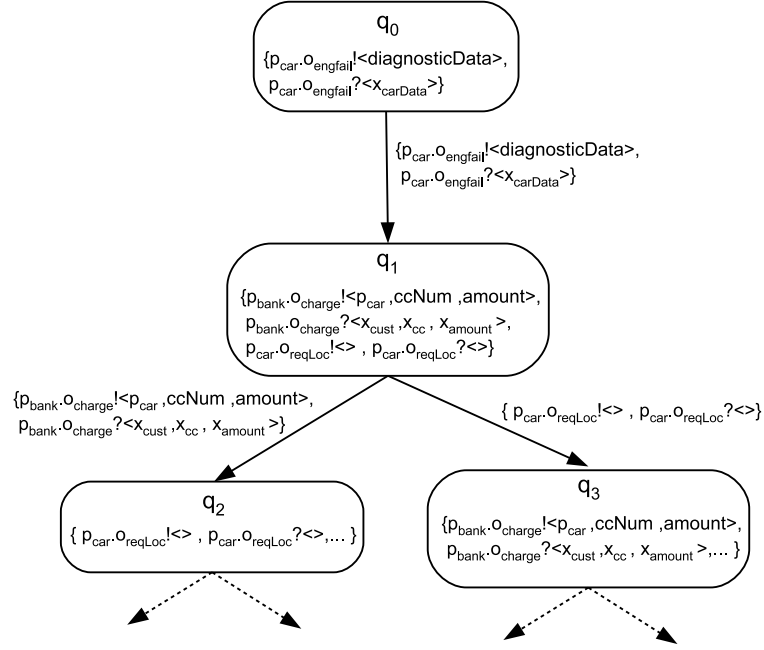 q0
{pcar.oengfail!<diagnosticData>,
pcar.oengfail?<xcarData>}
{pcar.oengfail!<diagnosticData>,
pcar.oengfail?<xcarData>}
q1
{pbank.ocharge!<pcar ,ccNum ,amount>,
pbank.ocharge?<xcust ,xcc , xamount >,
pcar.oreqLoc!<> , pcar.oreqLoc?<>}
{pbank.ocharge!<pcar ,ccNum ,amount>,
pbank.ocharge?<xcust ,xcc , xamount >}
{ pcar.oreqLoc!<> , pcar.oreqLoc?<>}
q2
{ pcar.oreqLoc!<> , pcar.oreqLoc?<>,... }
q3
{pbank.ocharge!<pcar ,ccNum ,amount>,
pbank.ocharge?<xcust ,xcc , xamount >,... }